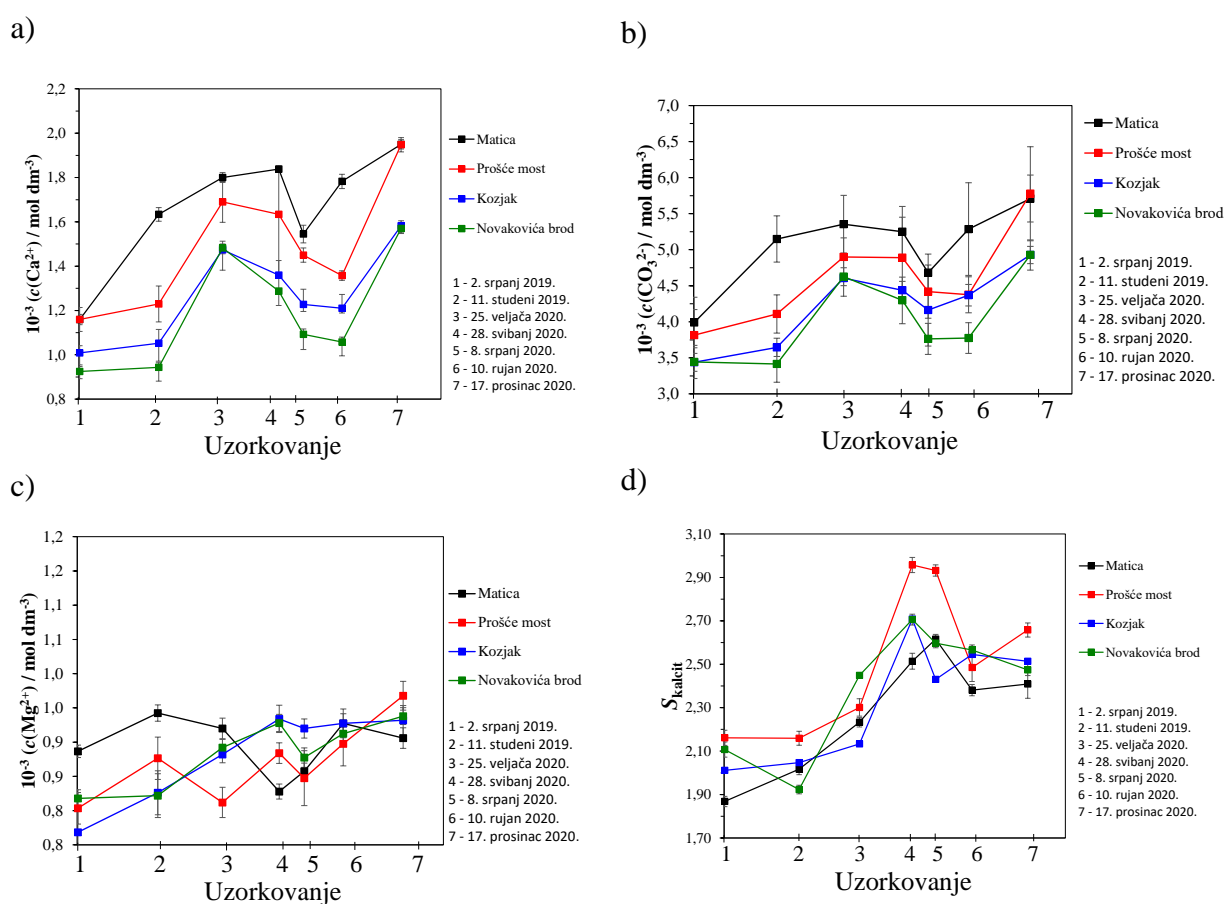 a)
10⁻³ (c(Ca²⁺) / mol dm⁻³)
2,2
2,0
1,8
1,6
1,4
1,2
1,0
0,8
1 2 3 4 5 6 7
Uzorkovanje
Matica
Prošće most
Kozjak
Novakovića brod
1 - 2. srpanj 2019.
2 - 11. studeni 2019.
3 - 25. veljača 2020.
4 - 28. svibanj 2020.
5 - 8. srpanj 2020.
6 - 10. rujan 2020.
7 - 17. prosinac 2020.
b)
10⁻³ (c(CO₃²⁻) / mol dm⁻³)
7,0
6,5
6,0
5,5
5,0
4,5
4,0
3,5
3,0
1 2 3 4 5 6 7
Uzorkovanje
Matica
Prošće most
Kozjak
Novakovića brod
1 - 2. srpanj 2019.
2 - 11. studeni 2019.
3 - 25. veljača 2020.
4 - 28. svibanj 2020.
5 - 8. srpanj 2020.
6 - 10. rujan 2020.
7 - 17. prosinac 2020.
c)
10⁻³ (c(Mg²⁺) / mol dm⁻³)
1,2
1,2
1,1
1,1
1,0
1,0
0,9
0,9
0,8
0,8
1 2 3 4 5 6 7
Uzorkovanje
Matica
Prošće most
Kozjak
Novakovića brod
1 - 2. srpanj 2019.
2 - 11. studeni 2019.
3 - 25. veljača 2020.
4 - 28. svibanj 2020.
5 - 8. srpanj 2020.
6 - 10. rujan 2020.
7 - 17. prosinac 2020.
d)
S kalcit
3,10
2,90
2,70
2,50
2,30
2,10
1,90
1,70
1 2 3 4 5 6 7
Uzorkovanje
Matica
Prošće most
Kozjak
Novakovića brod
1 - 2. srpanj 2019.
2 - 11. studeni 2019.
3 - 25. veljača 2020.
4 - 28. svibanj 2020.
5 - 8. srpanj 2020.
6 - 10. rujan 2020.
7 - 17. prosinac 2020.